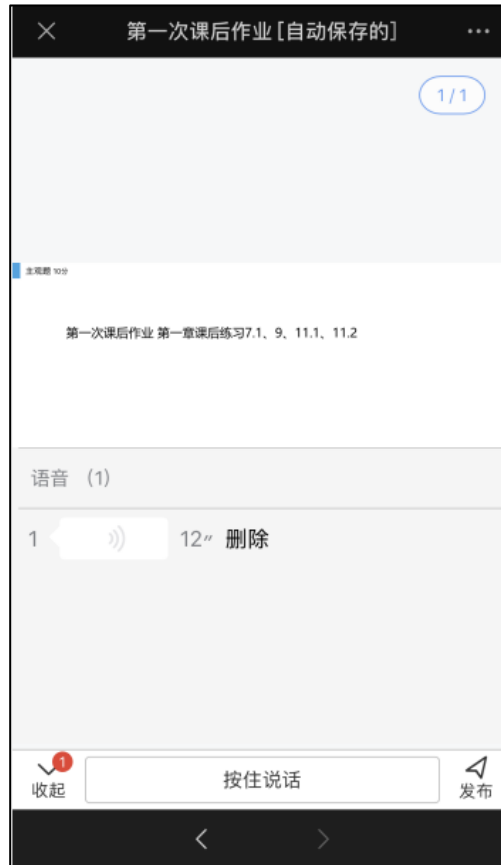 第一次课后作业[自动保存的]
1/1
主观题 10分
第一次课后作业 第一章课后练习7.1、9、11.1、11.2
语音 (1)
1 12″ 删除
1
收起 按住说话 发布